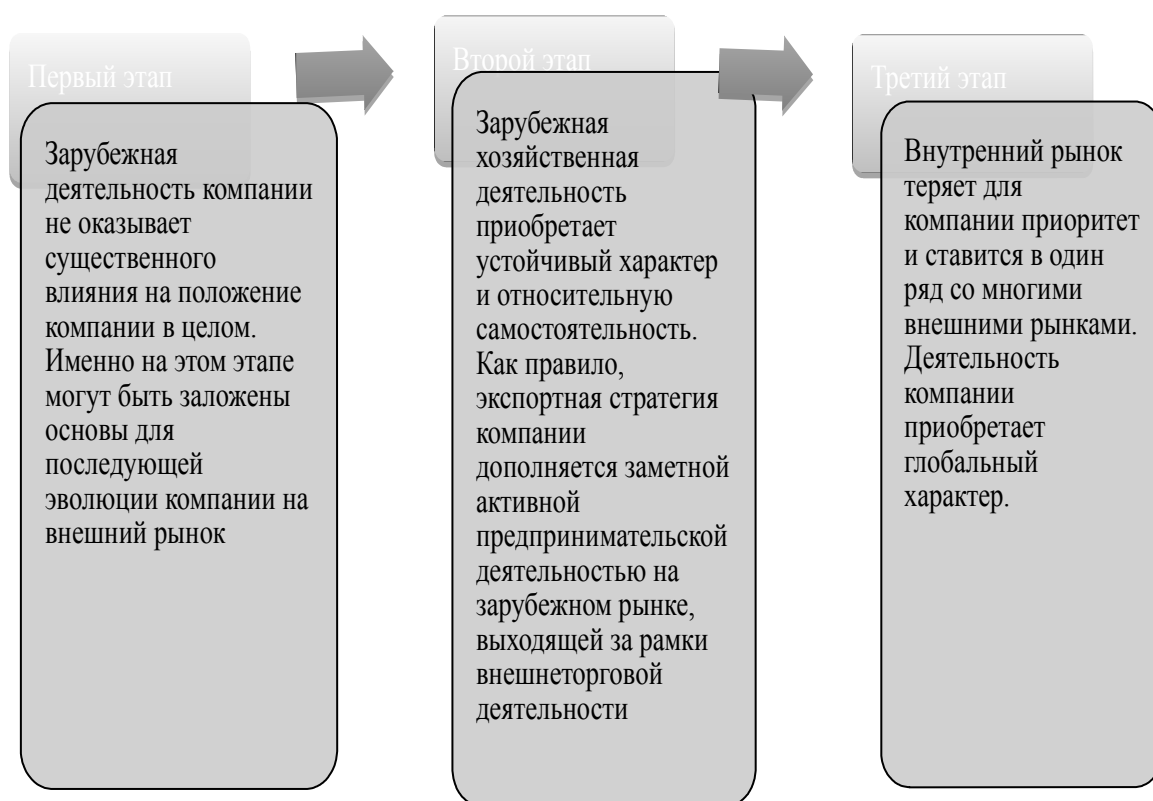 Первый этап
Зарубежная
деятельность компании
не оказывает
существенного
влияния на положение
компании в целом.
Именно на этом этапе
могут быть заложены
основы для
последующей
эволюции компании на
внешний рынок
Второй этап
Зарубежная
хозяйственная
деятельность
приобретает
устойчивый характер
и относительную
самостоятельность.
Как правило,
экспортная стратегия
компании
дополняется заметной
активной
предпринимательской
деятельностью на
зарубежном рынке,
выходящей за рамки
внешнеторговой
деятельности
Третий этап
Внутренний рынок
теряет для
компании приоритет
и ставится в один
ряд со многими
внешними рынками.
Деятельность
компании
приобретает
глобальный
характер.